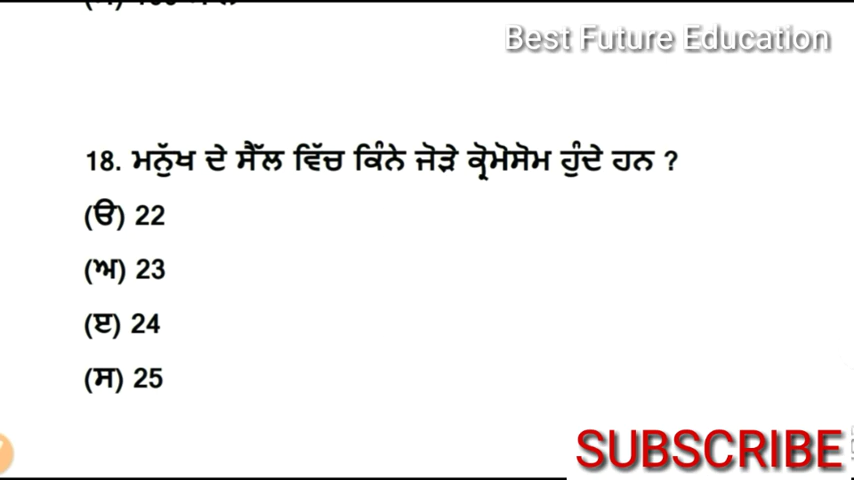 Best Future Education
18. ਮਨੁੱਖ ਦੇ ਸੈੱਲ ਵਿੱਚ ਕਿੰਨੇ ਜੋੜੇ ਕ੍ਰੋਮੋਸੋਮ ਹੁੰਦੇ ਹਨ ?
(ੳ) 22
(ਅ) 23
(ੲ) 24
(ਸ) 25
SUBSCRIBE